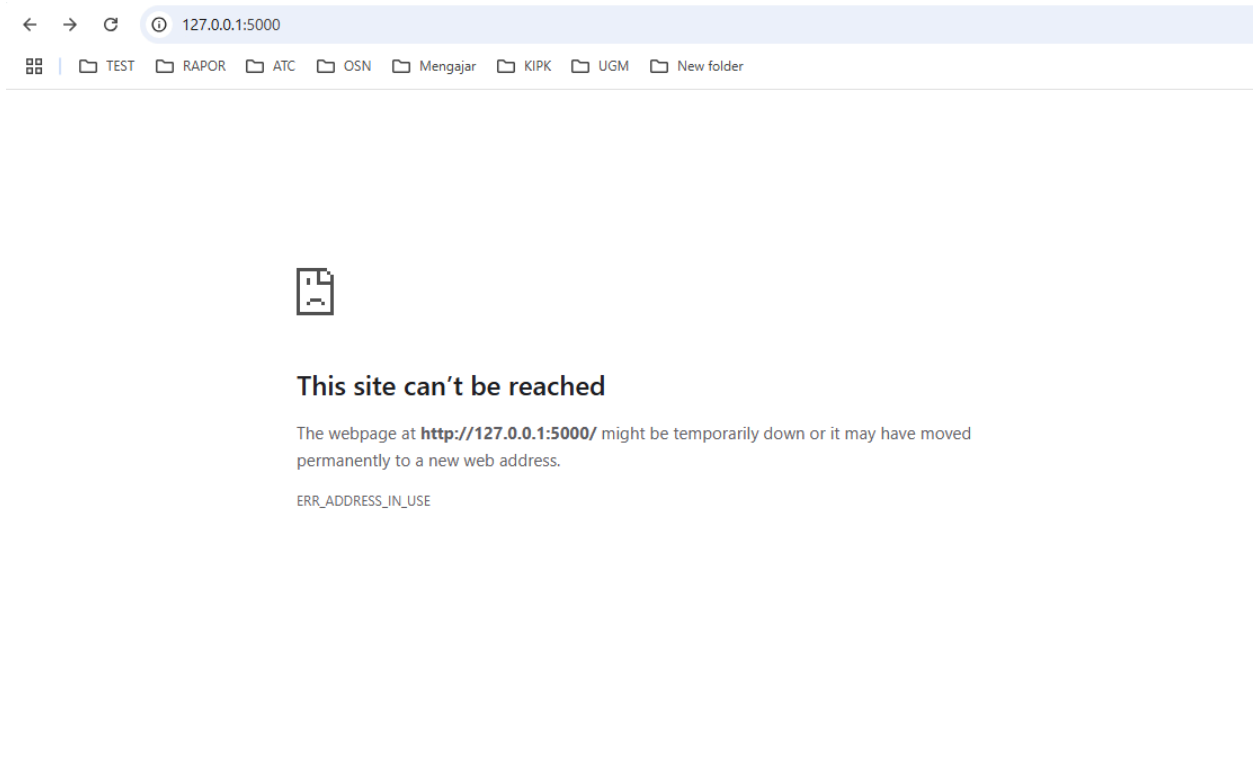 127.0.0.1:5000
TEST RAPOR ATC OSN Mengajar KIPK UGM New folder
This site can’t be reached
The webpage at http://127.0.0.1:5000/ might be temporarily down or it may have moved
permanently to a new web address.
ERR_ADDRESS_IN_USE